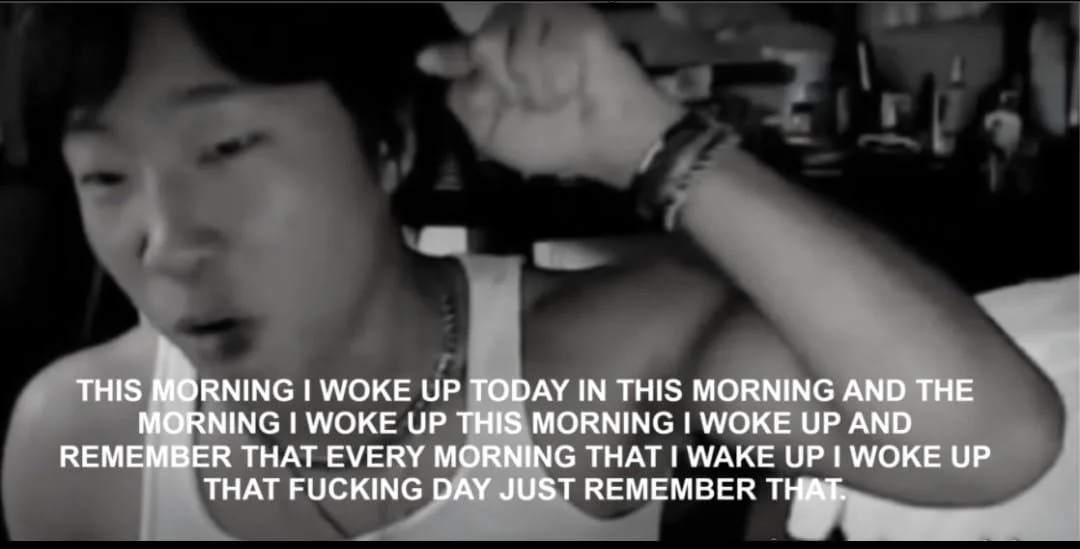 THIS MORNING I WOKE UP TODAY IN THIS MORNING AND THE
MORNING I WOKE UP THIS MORNING I WOKE UP AND
REMEMBER THAT EVERY MORNING THAT I WAKE UP I WOKE UP
THAT FUCKING DAY JUST REMEMBER THAT.